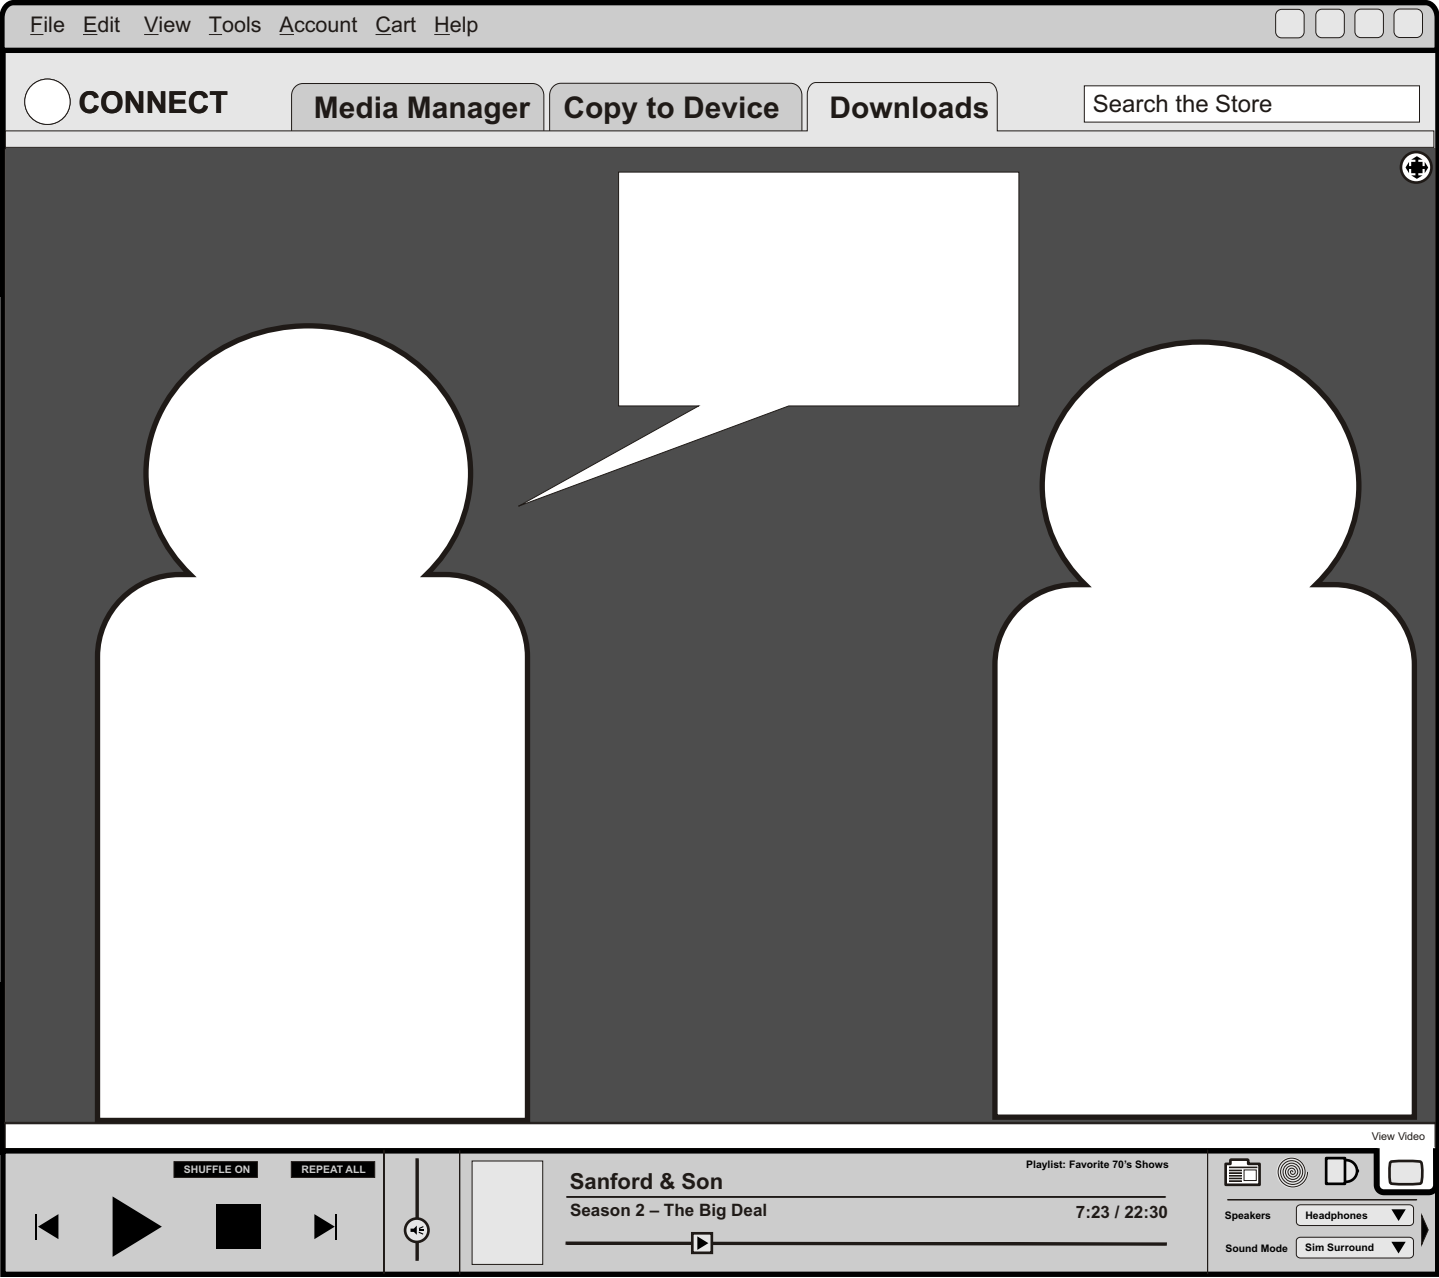 File Edit View Tools Account Cart Help
CONNECT
Media Manager
Copy to Device
Downloads
Search the Store
View Video
SHUFFLE ON
REPEAT ALL
Sanford & Son
Playlist: Favorite 70's Shows
Season 2 – The Big Deal
7:23 / 22:30
Speakers
Headphones
Sound Mode
Sim Surround